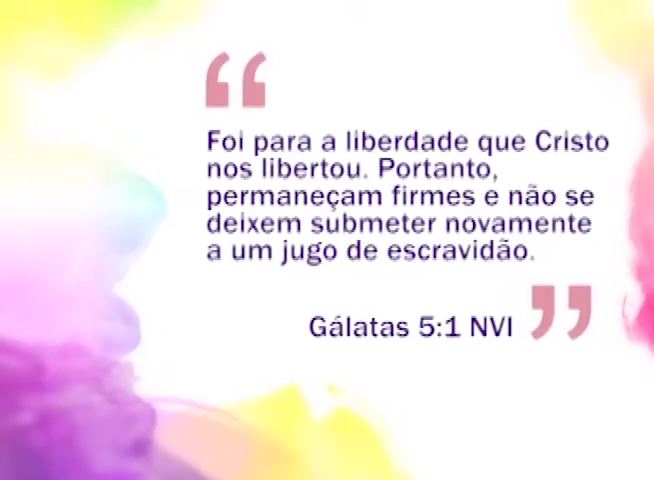 “
Foi para a liberdade que Cristo
nos libertou. Portanto,
permaneçam firmes e não se
deixem submeter novamente
a um jugo de escravidão.
Gálatas 5:1 NVI ”